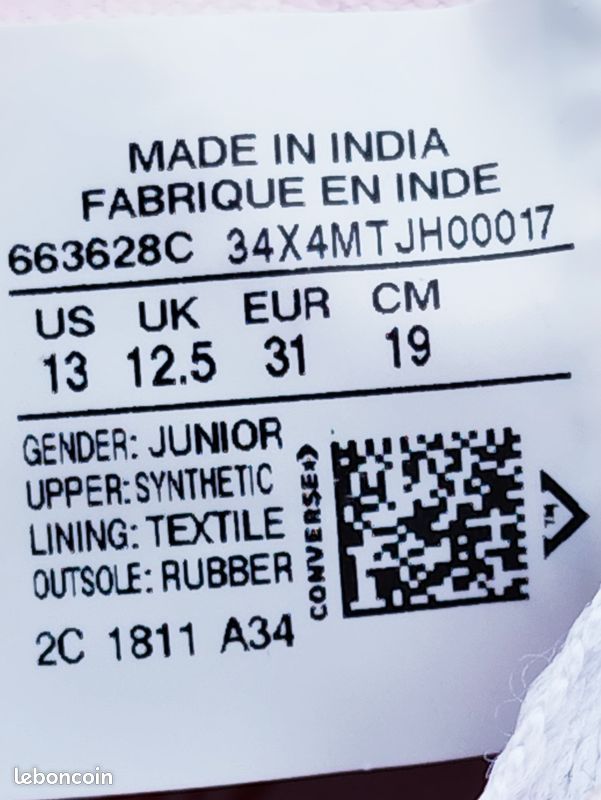 MADE IN INDIA
FABRIQUE EN INDE
663628C 34X4MTJH00017
US UK EUR CM
13 12.5 31 19
GENDER: JUNIOR
UPPER: SYNTHETIC
LINING: TEXTILE
OUTSOLE: RUBBER
CONVERSE
TM
2C 1811 A34
leboncoin